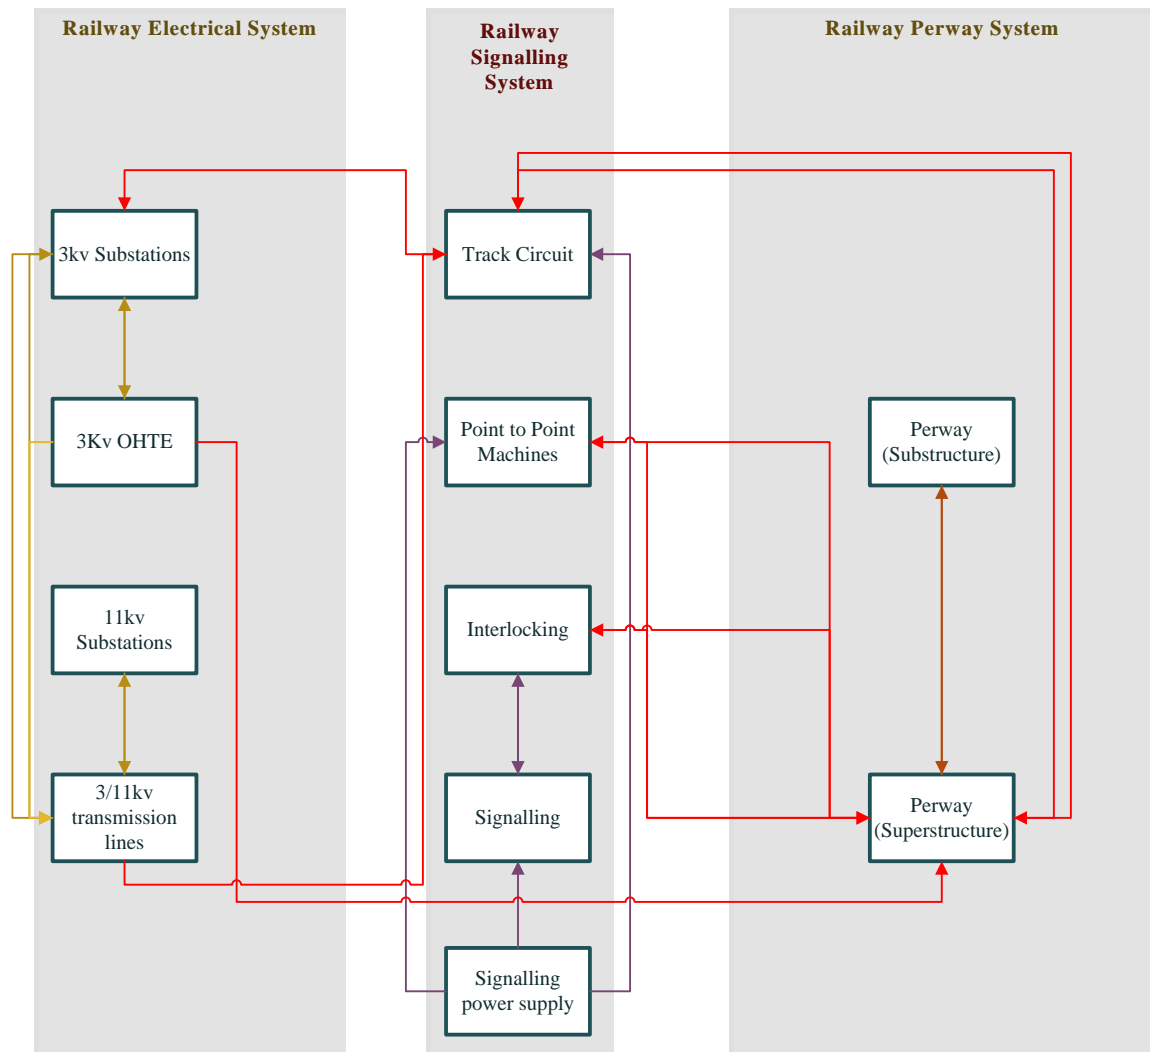 Railway Electrical System
Railway
Signalling
System
Railway Perway System
3kv Substations
Track Circuit
3Kv OHTE
Point to Point
Machines
Perway
(Substructure)
11kv
Substations
Interlocking
3/11kv
transmission
lines
Signalling
Perway
(Superstructure)
Signalling
power supply